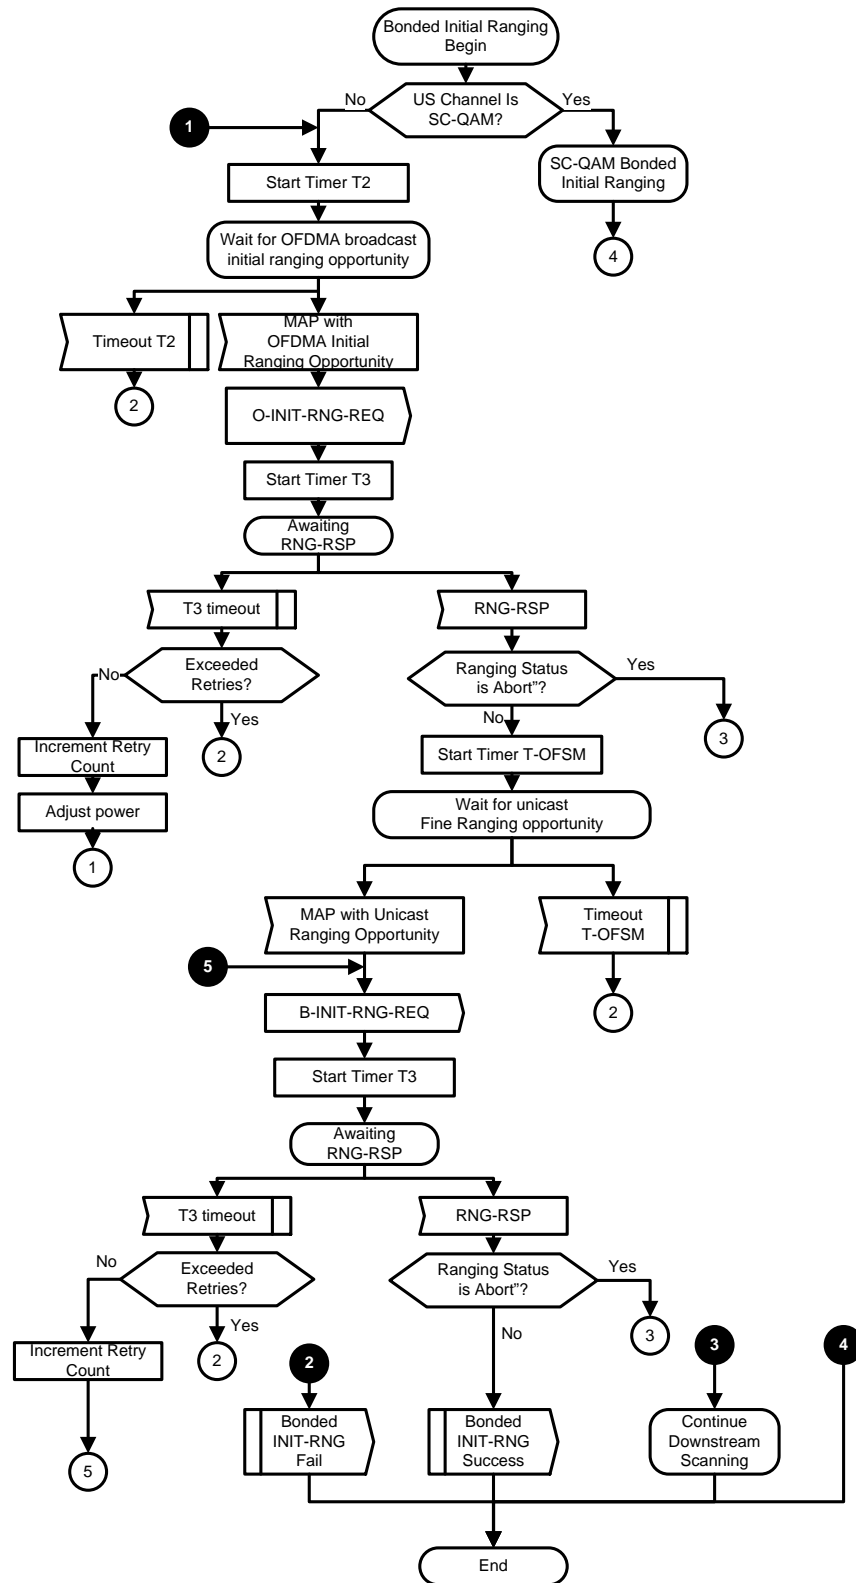 Bonded Initial Ranging
Begin
No
US Channel Is
SC-QAM?
Yes
1
Start Timer T2
SC-QAM Bonded
Initial Ranging
Wait for OFDMA broadcast
initial ranging opportunity
4
Timeout T2
MAP with
OFDMA Initial
Ranging Opportunity
2
O-INIT-RNG-REQ
Start Timer T3
Awaiting
RNG-RSP
T3 timeout
RNG-RSP
No
Exceeded
Retries?
Yes
Ranging Status
is Abort”?
Yes
No
2
3
Increment Retry
Count
Start Timer T-OFSM
Adjust power
Wait for unicast
Fine Ranging opportunity
1
MAP with Unicast
Ranging Opportunity
Timeout
T-OFSM
5
2
B-INIT-RNG-REQ
Start Timer T3
Awaiting
RNG-RSP
T3 timeout
RNG-RSP
No
Exceeded
Retries?
Yes
Ranging Status
is Abort”?
Yes
No
Increment Retry
Count
2
2
3
3
4
Bonded
INIT-RNG
Fail
Bonded
INIT-RNG
Success
Continue
Downstream
Scanning
5
End